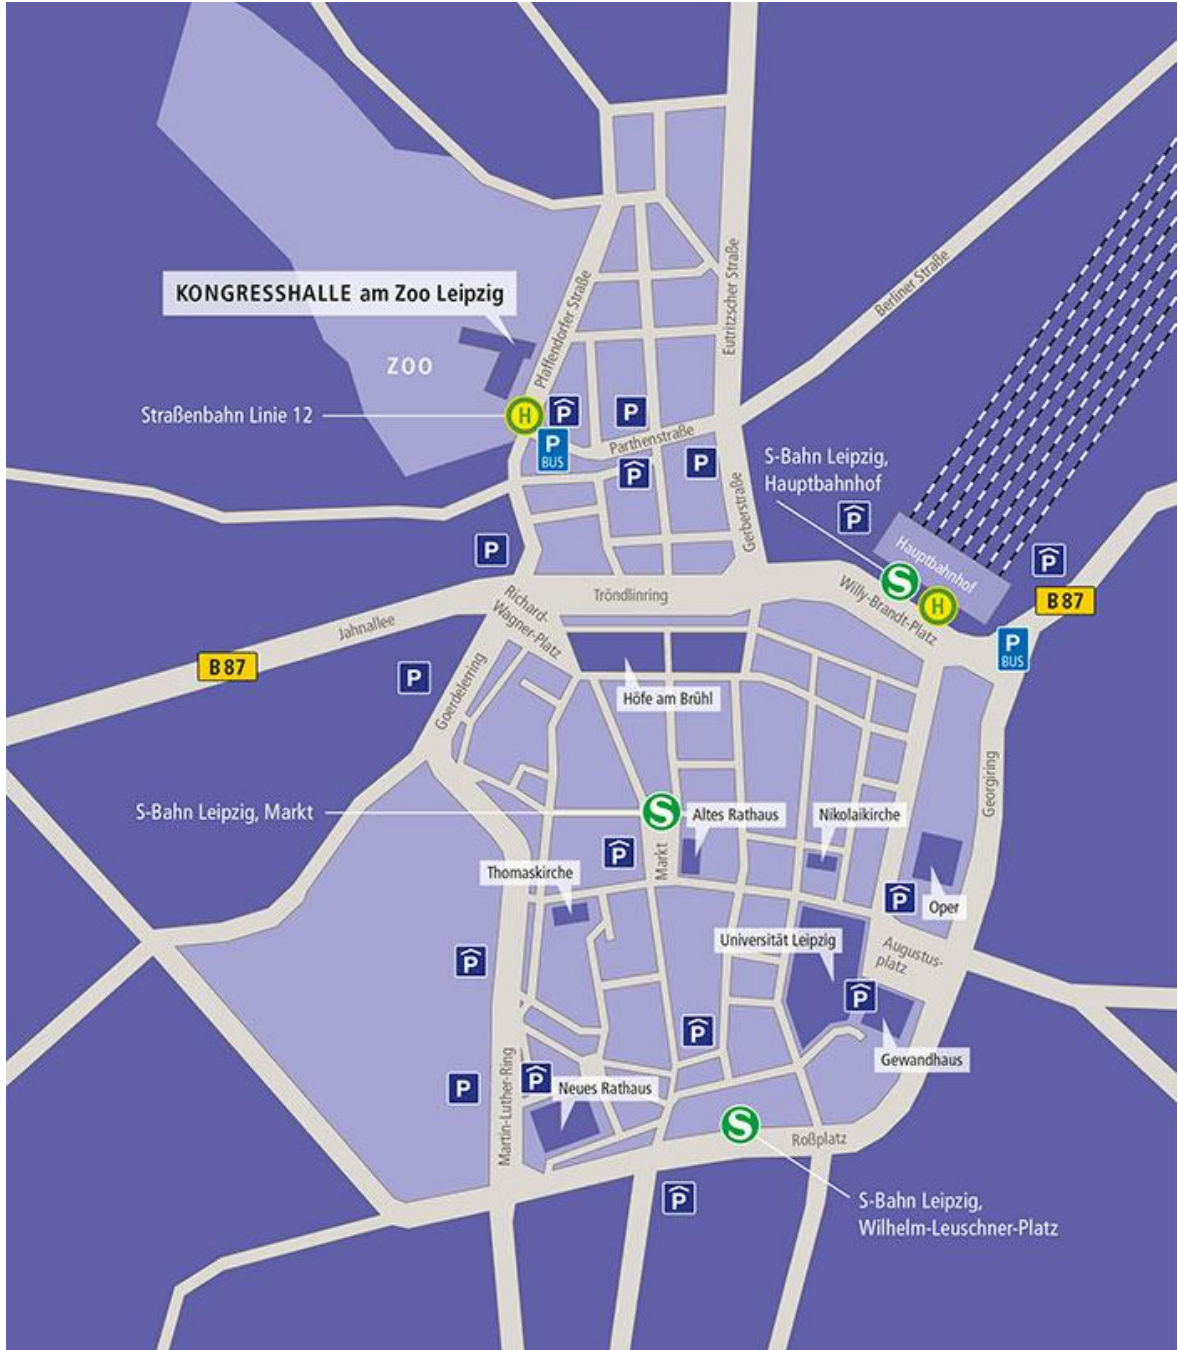 Pfaffendorfer Straße
Eutritzscher Straße
Berliner Straße
KONGRESSHALLE am Zoo Leipzig
ZOO
Straßenbahn Linie 12
H
P
P
P
BUS
Parthenstraße
P
P
S-Bahn Leipzig,
Hauptbahnhof
Gerberstraße
P
P
Hauptbahnhof
P
S
H
Willy-Brandt-Platz
B 87
Tröndlinring
Richard-
Wagner-Platz
Jahnallee
B 87
P
BUS
P
Goerdelerring
Höfe am Brühl
Georgiring
S-Bahn Leipzig, Markt
S
Altes Rathaus
Nikolaikirche
P
Markt
Thomaskirche
P
Oper
Universität Leipzig
Augustus-
platz
P
P
P
Gewandhaus
Martin-Luther-Ring
P
P
Neues Rathaus
S
Roßplatz
P
S-Bahn Leipzig,
Wilhelm-Leuschner-Platz